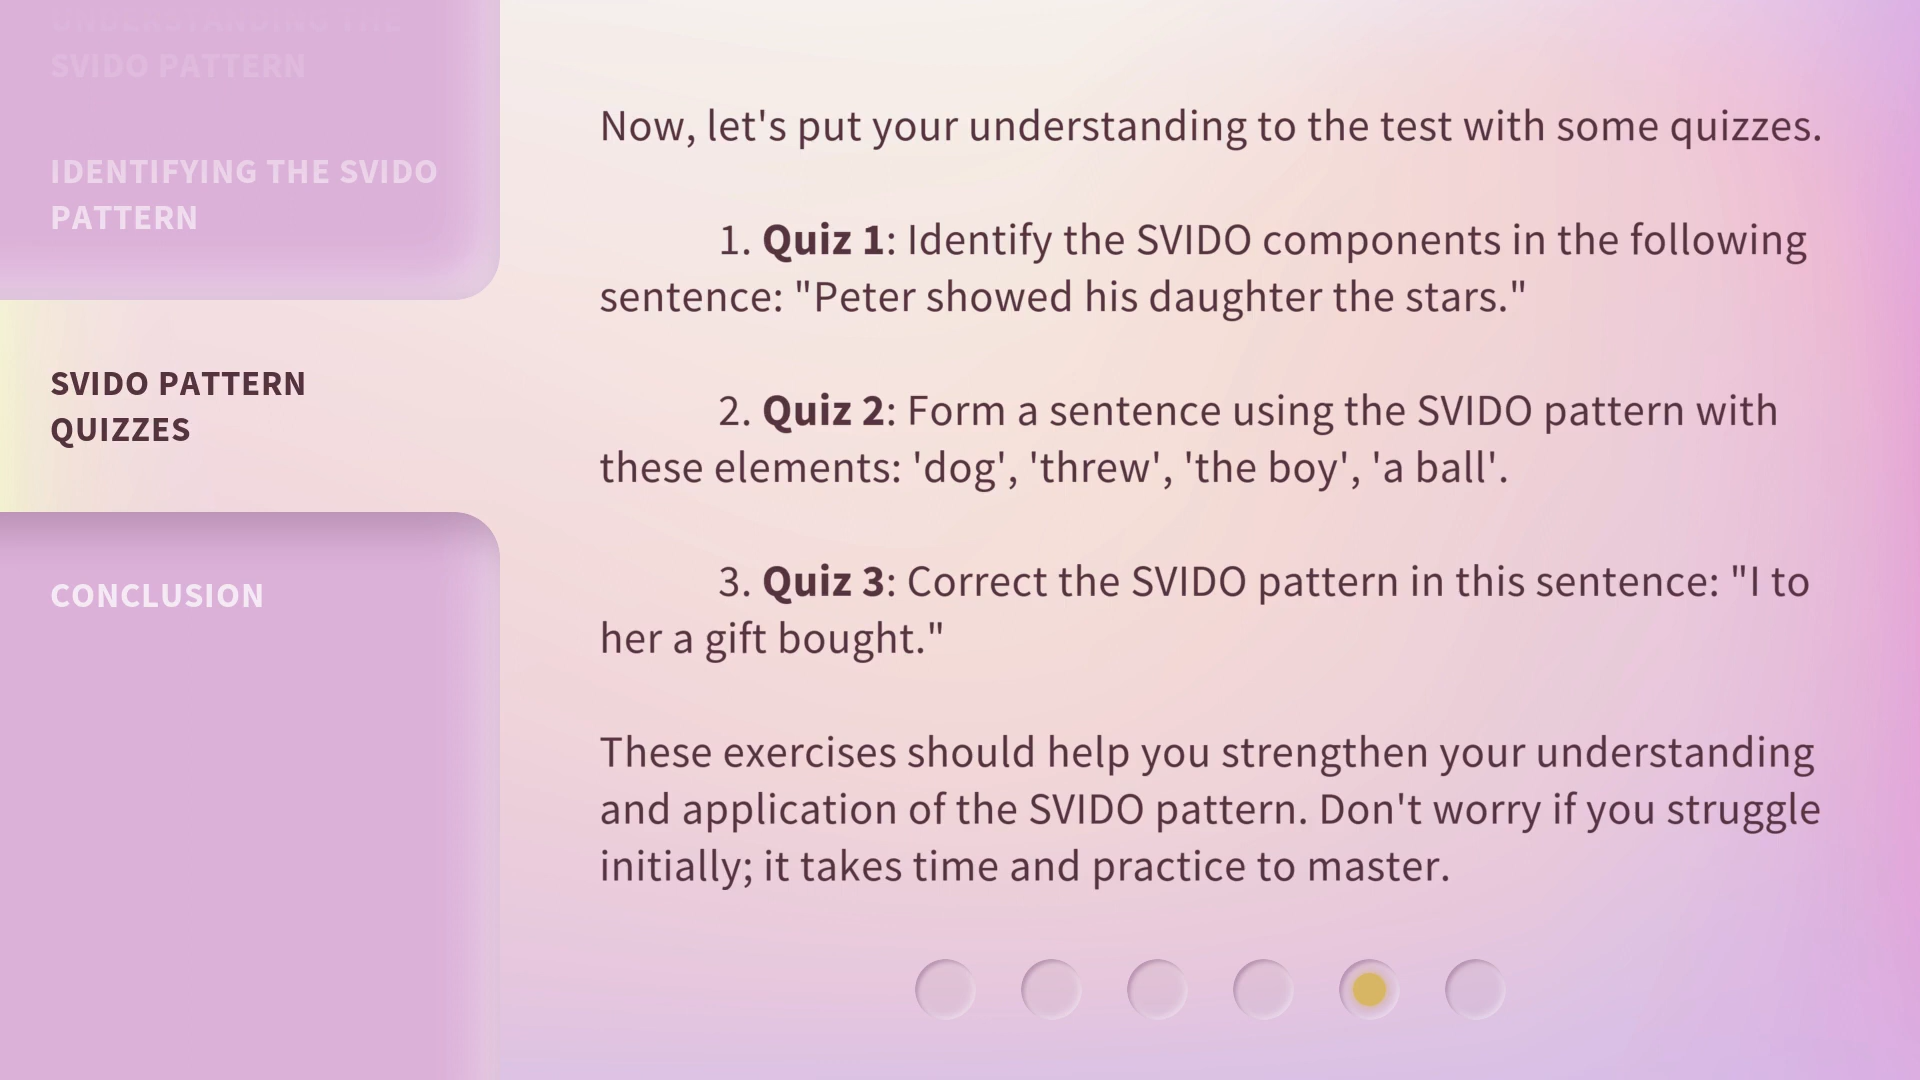 UNDERSTANDING THE
SVIDO PATTERN
IDENTIFYING THE SVIDO
PATTERN
SVIDO PATTERN
QUIZZES
CONCLUSION
Now, let's put your understanding to the test with some quizzes.
1. Quiz 1: Identify the SVIDO components in the following
sentence: "Peter showed his daughter the stars."
2. Quiz 2: Form a sentence using the SVIDO pattern with
these elements: 'dog', 'threw', 'the boy', 'a ball'.
3. Quiz 3: Correct the SVIDO pattern in this sentence: "I to
her a gift bought."
These exercises should help you strengthen your understanding
and application of the SVIDO pattern. Don't worry if you struggle
initially; it takes time and practice to master.